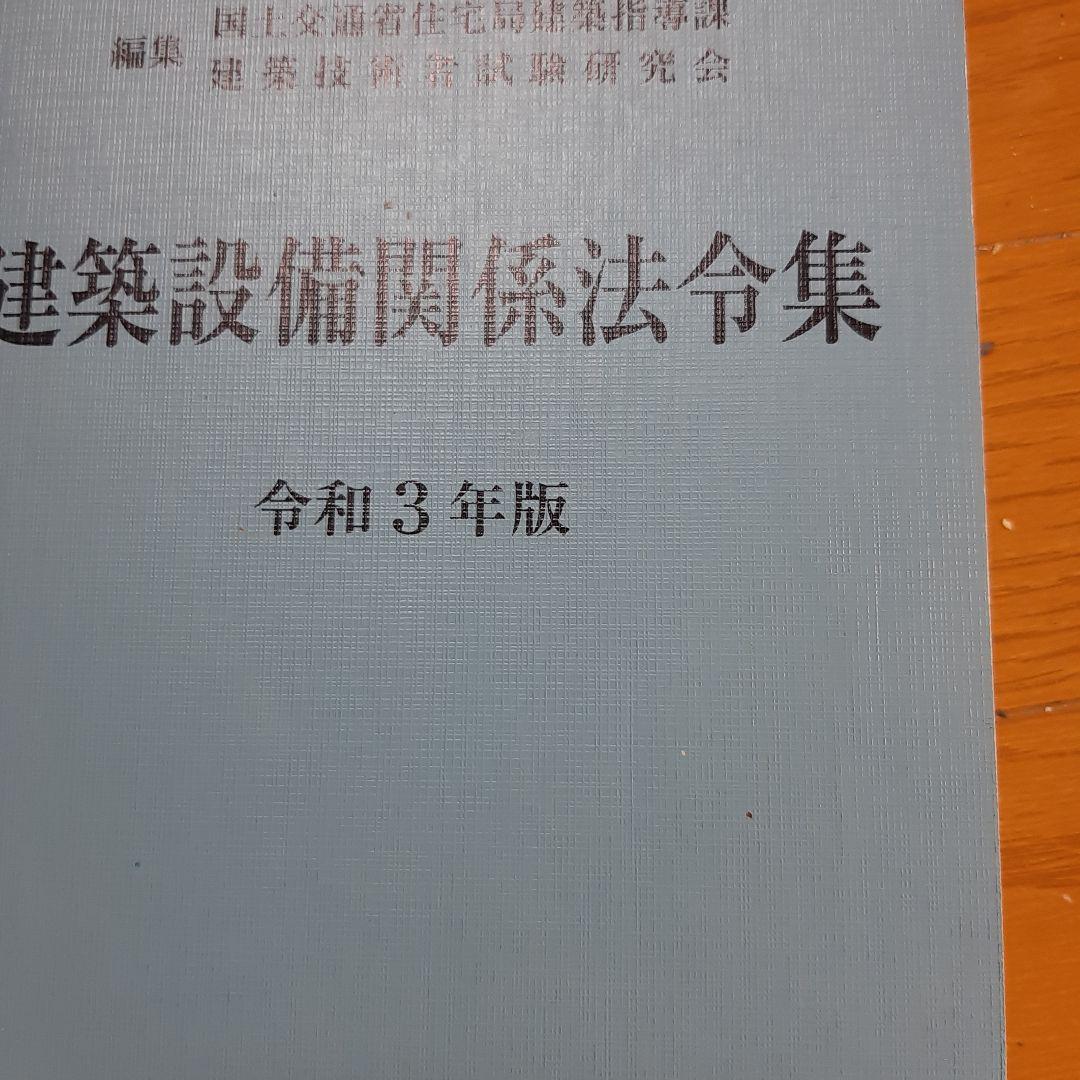 国土交通省住宅局建築指導課
編集
建築技術者試験研究会
建築設備関係法令集
令和3年版